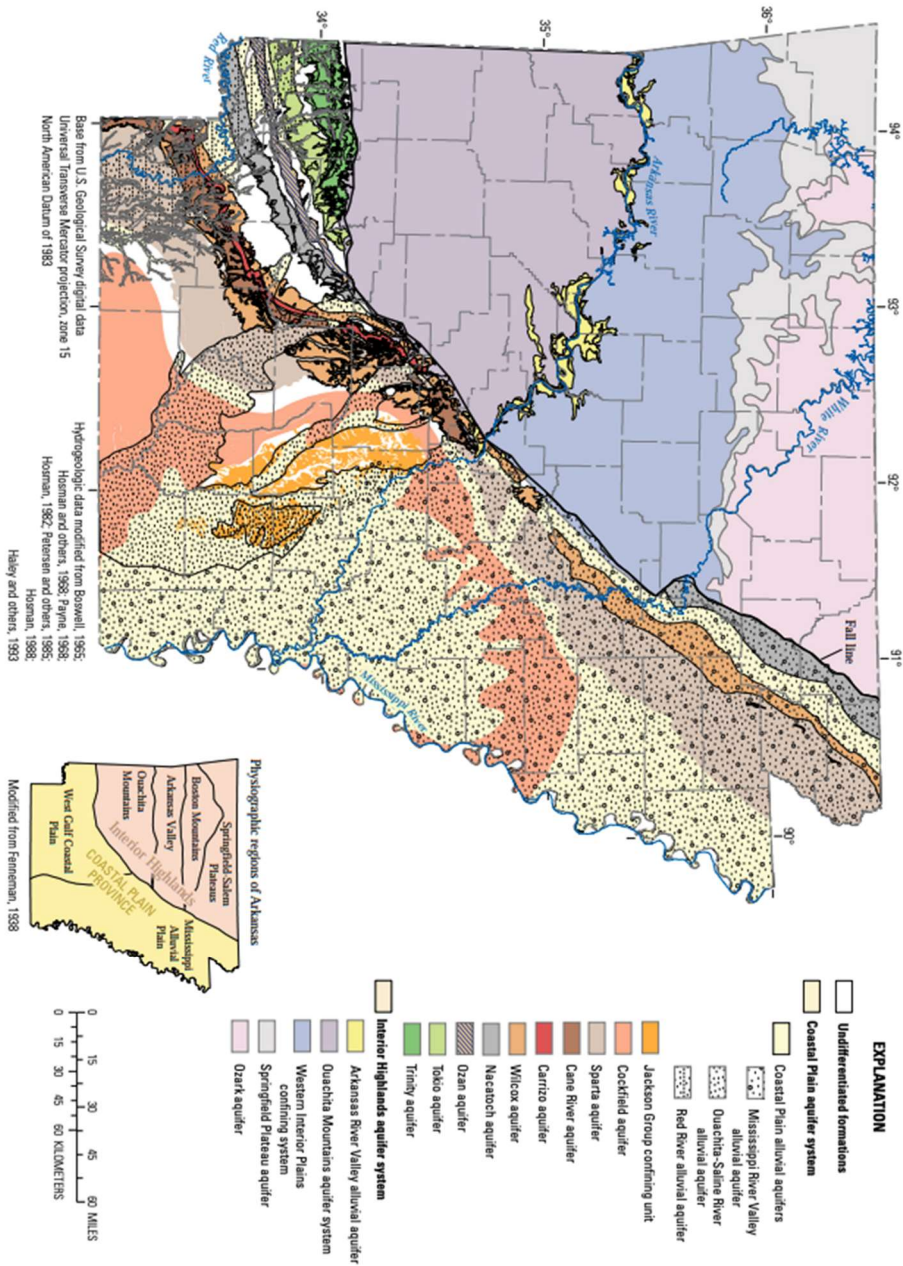 94°
93°
92°
91°
90°
36°
35°
34°
White River
Fall line
Arkansas River
Mississippi River
Red
River
Base from U.S. Geological Survey digital data
Universal Transverse Mercator projection, zone 15
North American Datum of 1983
Hydrogeologic data modified from Boswell, 1965;
Hosman and others, 1968; Payne, 1968;
Hosman, 1982; Petersen and others, 1985;
Hosman, 1988;
Haley and others, 1993
Physiographic regions of Arkansas
Springfield-Salem
Plateaus
Boston Mountains
Arkansas Valley
Ouachita
Mountains
Interior Highlands
COASTAL PLAIN
PROVINCE
West Gulf Coastal
Plain
Mississippi
Alluvial
Plain
Modified from Fenneman, 1938
EXPLANATION
Undifferentiated formations
Coastal Plain aquifer system
Coastal Plain alluvial aquifers
Mississippi River Valley
alluvial aquifer
Ouachita-Saline River
alluvial aquifer
Red River alluvial aquifer
Jackson Group confining unit
Cockfield aquifer
Sparta aquifer
Cane River aquifer
Carrizo aquifer
Wilcox aquifer
Nacatoch aquifer
Ozan aquifer
Tokio aquifer
Trinity aquifer
Interior Highlands aquifer system
Arkansas River Valley alluvial aquifer
Ouachita Mountains aquifer system
Western Interior Plains
confining system
Springfield Plateau aquifer
Ozark aquifer
0 15 30 45 60 MILES
0 15 30 45 60 KILOMETERS